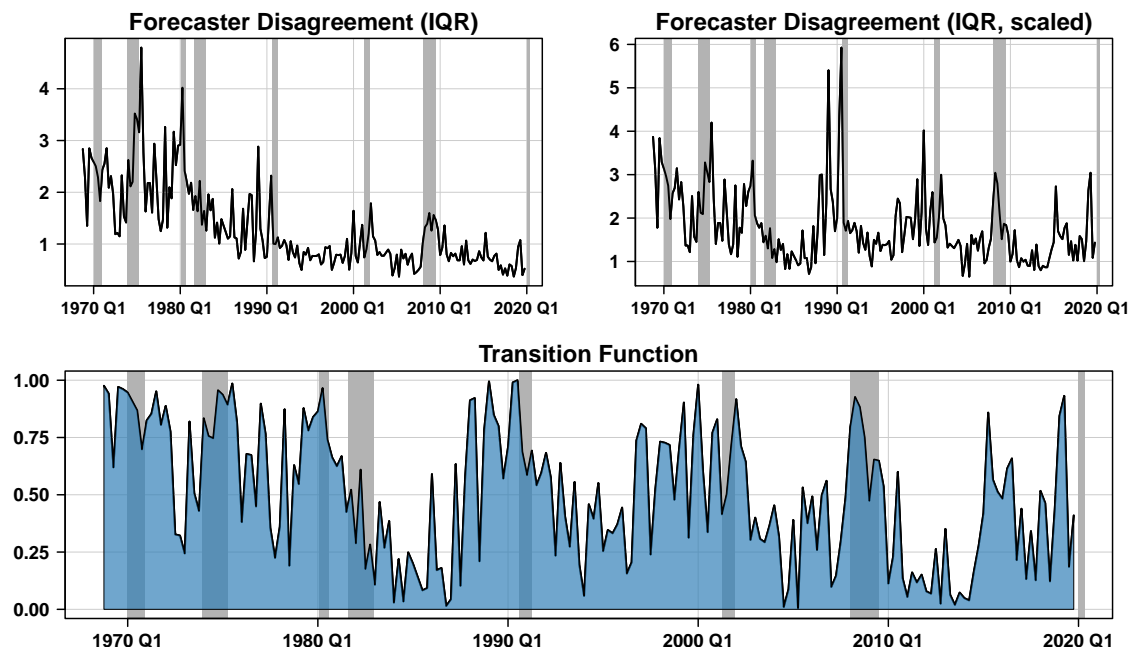 Forecaster Disagreement (IQR)
4
3
2
1
1970 Q1 1980 Q1 1990 Q1 2000 Q1 2010 Q1 2020 Q1
Forecaster Disagreement (IQR, scaled)
6
5
4
3
2
1
1970 Q1 1980 Q1 1990 Q1 2000 Q1 2010 Q1 2020 Q1
Transition Function
1.00
0.75
0.50
0.25
0.00
1970 Q1 1980 Q1 1990 Q1 2000 Q1 2010 Q1 2020 Q1